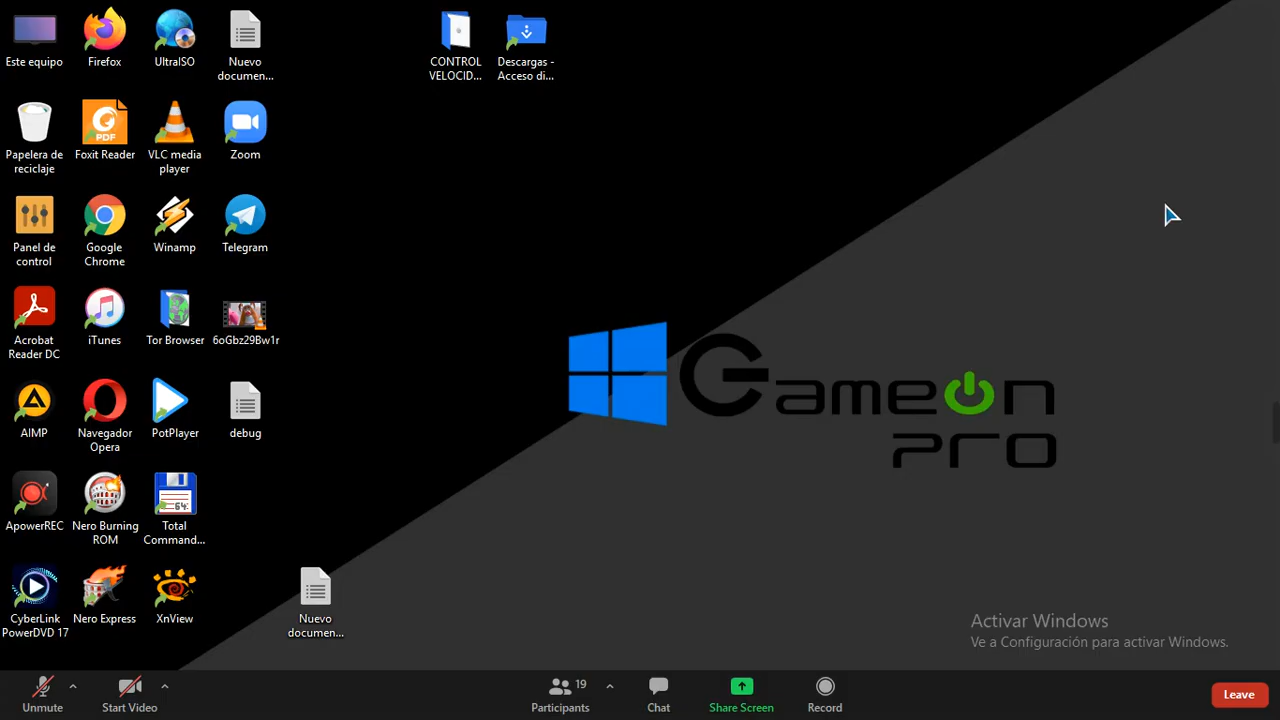 Este equipo
Firefox
UltraISO
Nuevo
documen...
CONTROL
VELOCID...
Descargas -
Acceso di...
Papelera de
reciclaje
PDF
Foxit Reader
VLC media
player
Zoom
Panel de
control
Google
Chrome
Winamp
Telegram
Acrobat
Reader DC
iTunes
Tor Browser
6oGbz29Bw1r
AIMP
Navegador
Opera
PotPlayer
debug
ApowerREC
Nero Burning
ROM
64
Total
Command...
CyberLink
PowerDVD 17
Nero Express
XnView
Nuevo
documen...
GameOn
Pro
Activar Windows
Ve a Configuración para activar Windows.
Unmute
Start Video
19
Participants
Chat
Share Screen
Record
Leave